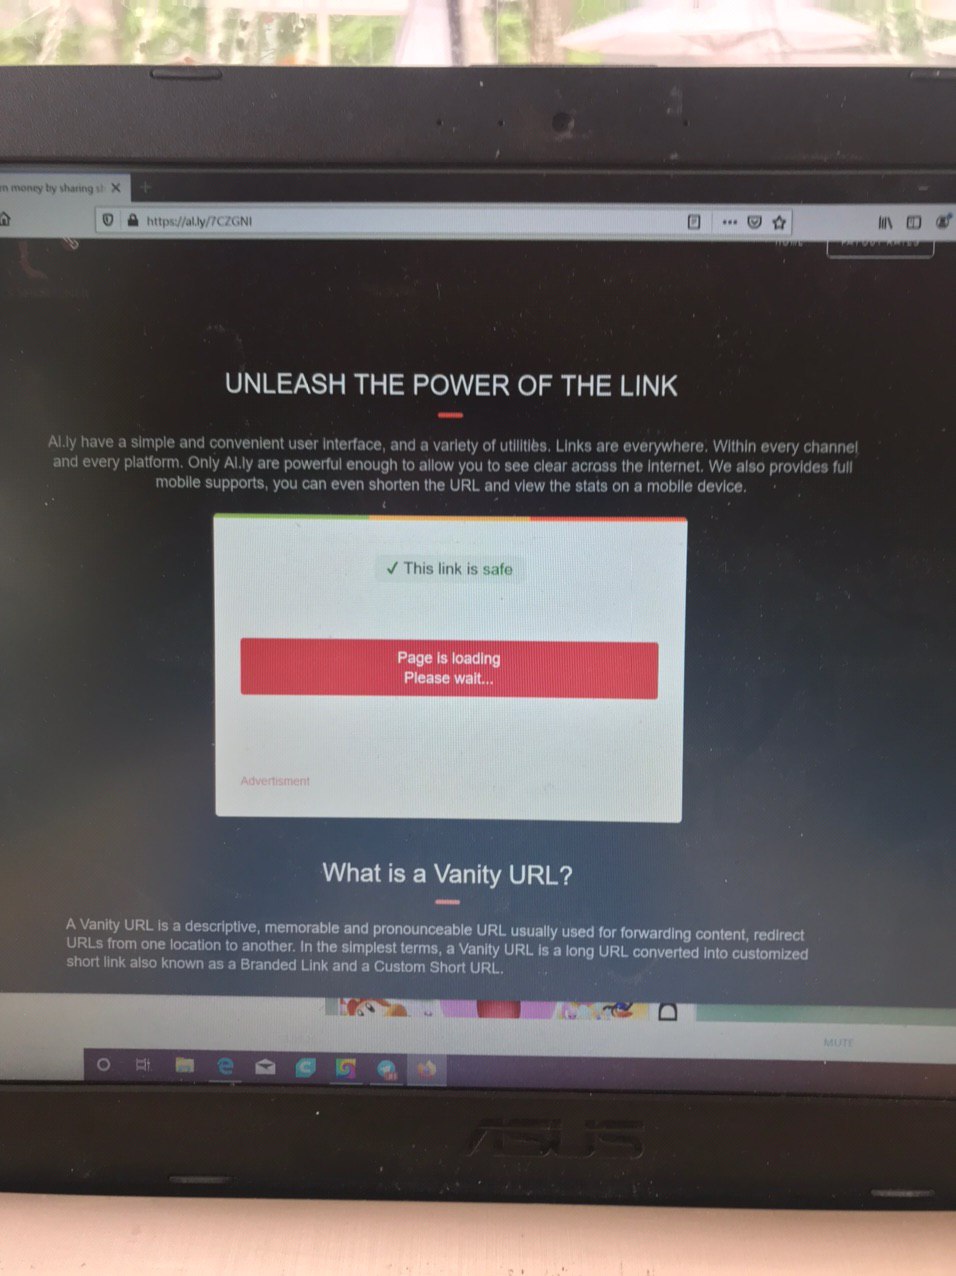 n money by sharing sh
https://al.ly/7CZGNI
HOME
PAYOUT RATES
UNLEASH THE POWER OF THE LINK
Al.ly have a simple and convenient user interface, and a variety of utilities. Links are everywhere. Within every channel
and every platform. Only Al.ly are powerful enough to allow you to see clear across the internet. We also provides full
mobile supports, you can even shorten the URL and view the stats on a mobile device.
✓ This link is safe
Page is loading
Please wait...
Advertisment
What is a Vanity URL?
A Vanity URL is a descriptive, memorable and pronounceable URL usually used for forwarding content, redirect
URLs from one location to another. In the simplest terms, a Vanity URL is a long URL converted into customized
short link also known as a Branded Link and a Custom Short URL.
D
MUTE
ASUS